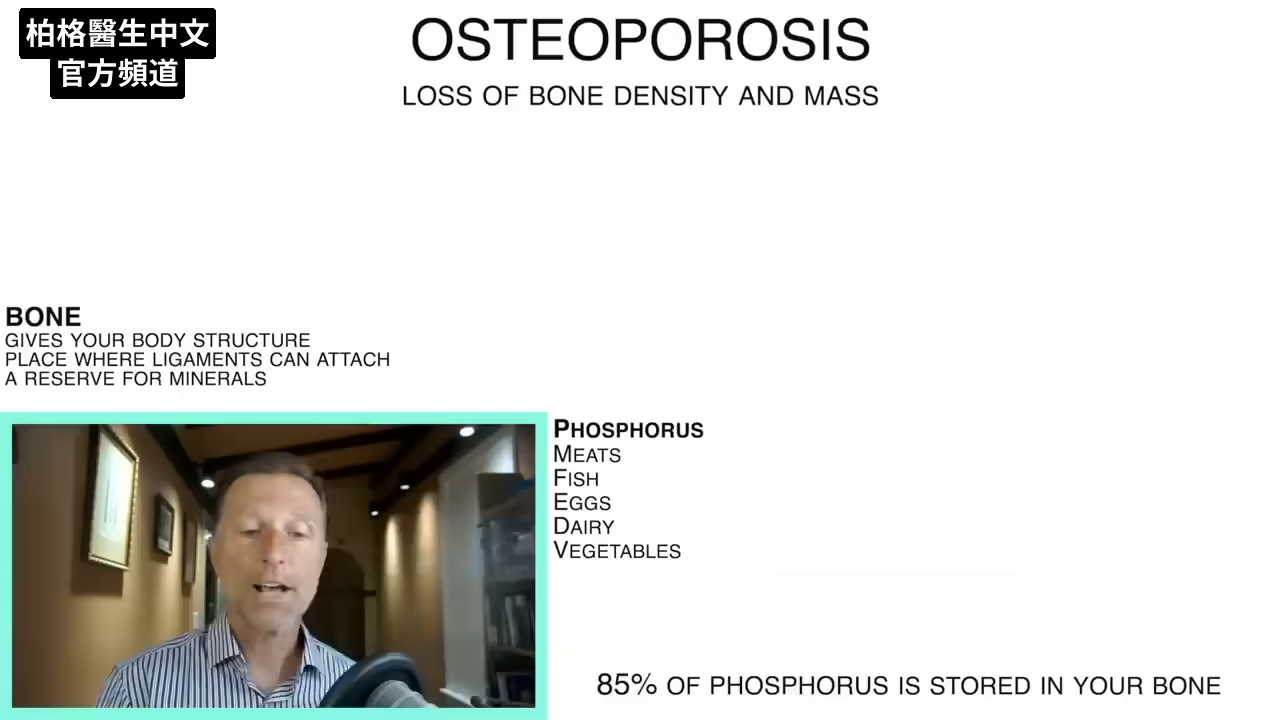 柏格醫生中文
官方頻道
OSTEOPOROSIS
LOSS OF BONE DENSITY AND MASS
BONE
GIVES YOUR BODY STRUCTURE
PLACE WHERE LIGAMENTS CAN ATTACH
A RESERVE FOR MINERALS
PHOSPHORUS
MEATS
FISH
EGGS
DAIRY
VEGETABLES
85% OF PHOSPHORUS IS STORED IN YOUR BONE